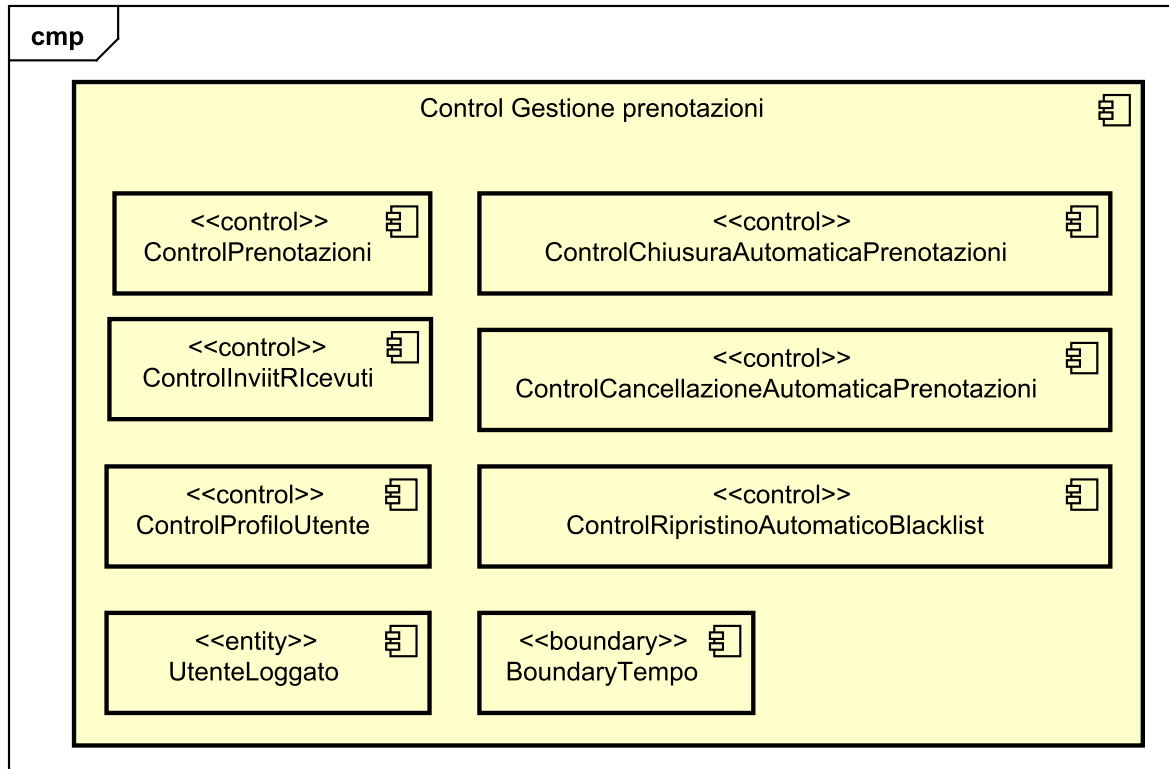 cmp
Control Gestione prenotazioni
<<control>>
ControlPrenotazioni
<<control>>
ControlChiusuraAutomaticaPrenotazioni
<<control>>
ControlInviitRIcevuti
<<control>>
ControlCancellazioneAutomaticaPrenotazioni
<<control>>
ControlProfiloUtente
<<control>>
ControlRipristinoAutomaticoBlacklist
<<entity>>
UtenteLoggato
<<boundary>>
BoundaryTempo